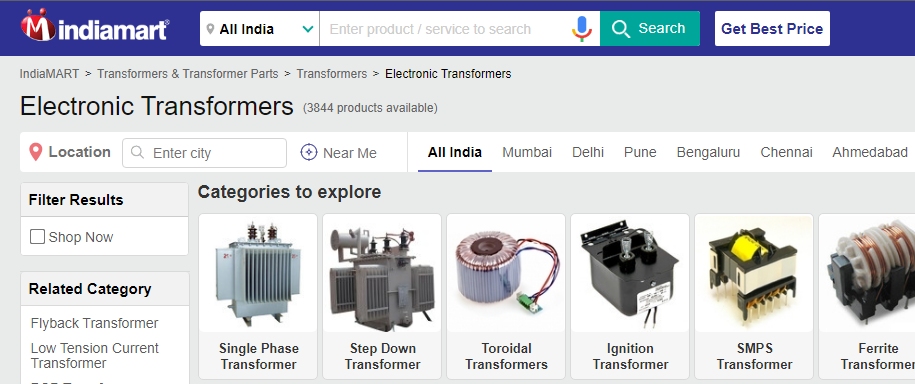 indiamart®
All India
Enter product / service to search
Search
Get Best Price
IndiaMART > Transformers & Transformer Parts > Transformers > Electronic Transformers
Electronic Transformers (3844 products available)
Location
Enter city
Near Me
All India Mumbai Delhi Pune Bengaluru Chennai Ahmedabad
Filter Results
Shop Now
Related Category
Flyback Transformer
Low Tension Current
Transformer
Categories to explore
Single Phase
Transformer
Step Down
Transformer
Toroidal
Transformers
Ignition
Transformer
SMPS
Transformer
Ferrite